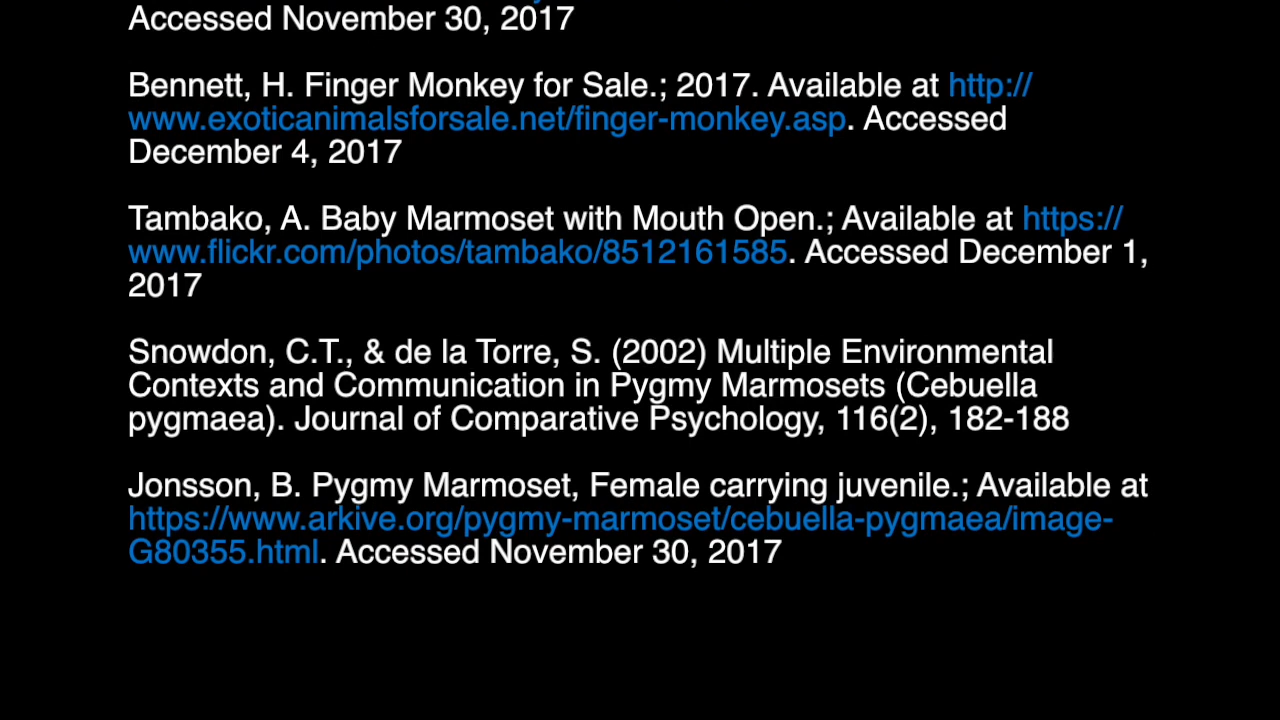 Accessed November 30, 2017
Bennett, H. Finger Monkey for Sale.; 2017. Available at http://
www.exoticanimalsforsale.net/finger-monkey.asp. Accessed
December 4, 2017
Tambako, A. Baby Marmoset with Mouth Open.; Available at https://
www.flickr.com/photos/tambako/8512161585. Accessed December 1,
2017
Snowdon, C.T., & de la Torre, S. (2002) Multiple Environmental
Contexts and Communication in Pygmy Marmosets (Cebuella
pygmaea). Journal of Comparative Psychology, 116(2), 182-188
Jonsson, B. Pygmy Marmoset, Female carrying juvenile.; Available at
https://www.arkive.org/pygmy-marmoset/cebuella-pygmaea/image-
G80355.html. Accessed November 30, 2017